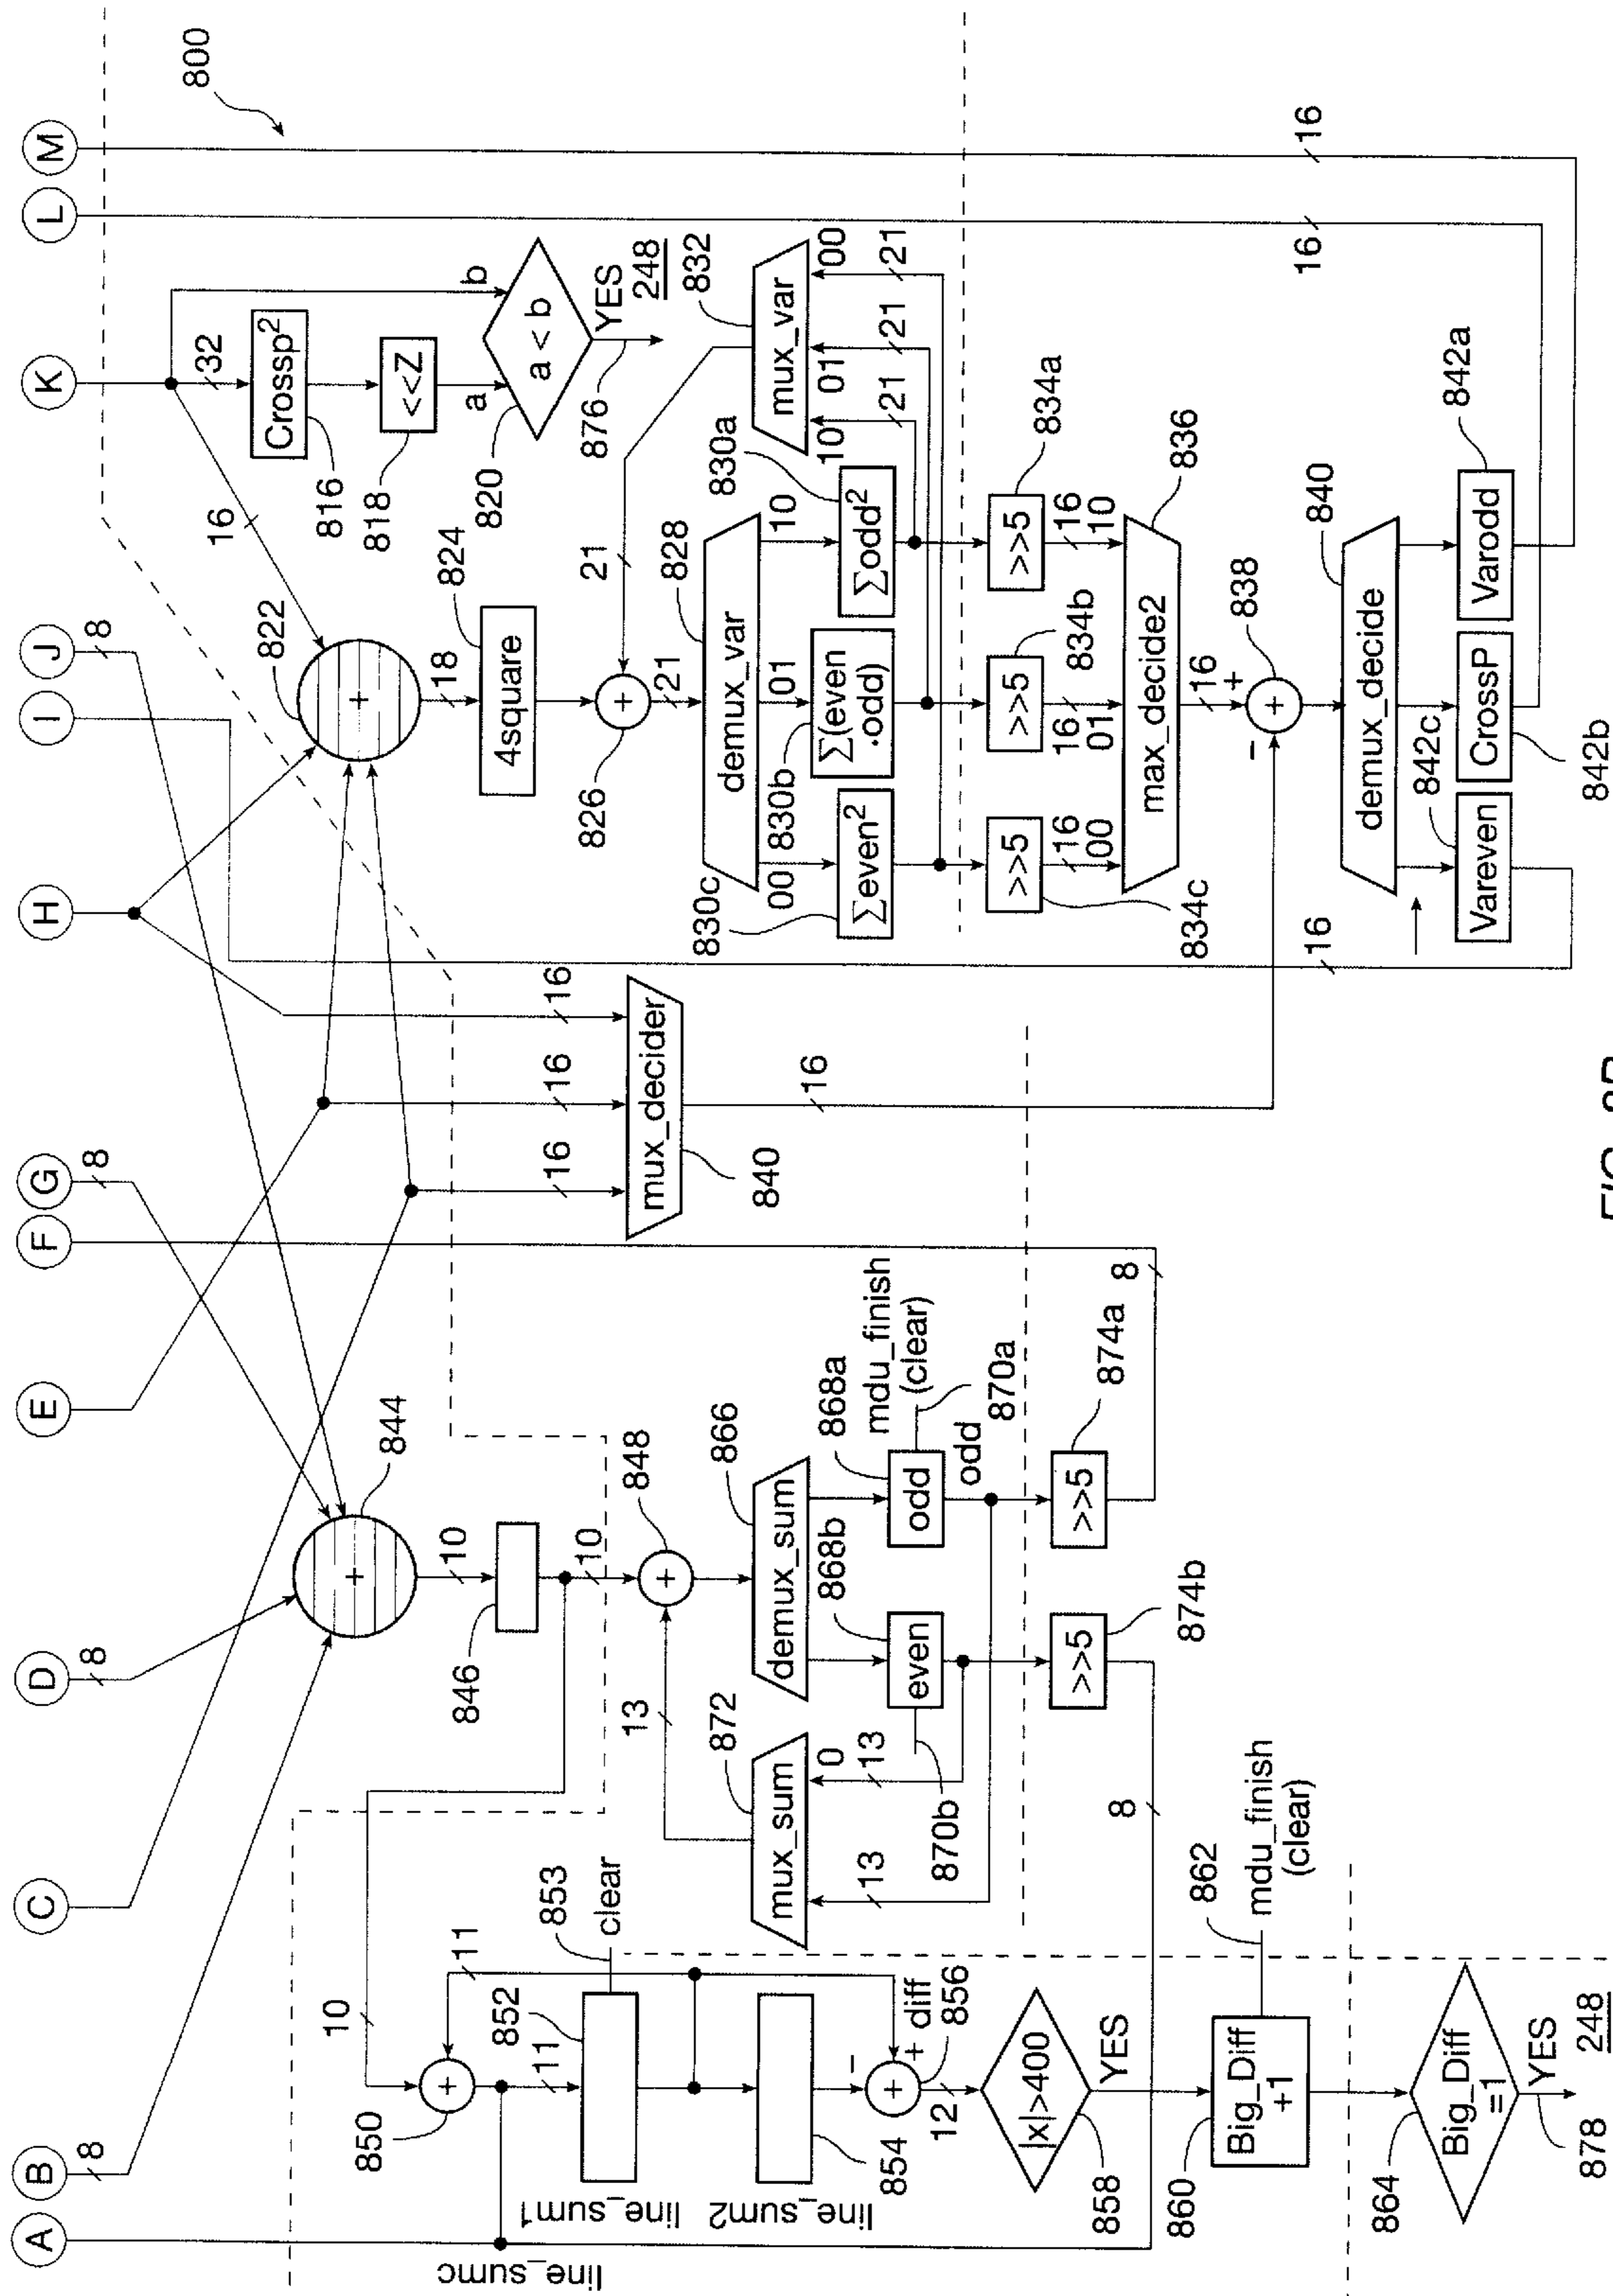 A
B
C
D
E
F
G
H
I
J
K
L
M
8
8
8
8
800
822
+
16
32
Crossp²
816
<<Z
818
a
b
a < b
820
YES
248
876
18
4square
824
+
826
21
21
demux_var
828
mux_var
832
10
01
00
21
21
21
00
01
10
830c
Σeven²
830b
Σ(even
.odd)
830a
Σodd²
>>5
834c
>>5
834b
>>5
834a
16
00
16
01
16
10
max_decide2
836
16
+
−
+
838
demux_decide
840
Vareven
842c
CrossP
842b
Varodd
842a
16
16
16
16
16
16
mux_decider
840
16
844
+
10
846
10
+
848
13
demux_sum
866
mux_sum
872
0
13
13
even
868b
870b
odd
868a
mdu_finish
(clear)
870a
odd
>>5
874b
>>5
874a
8
8
10
11
+
850
11
852
853
clear
line_sumc
line_sum1
line_sum2
854
−
+
+
diff
856
12
|x|>400
858
YES
Big_Diff
+1
860
862
mdu_finish
(clear)
Big_Diff
=1
864
YES
248
878